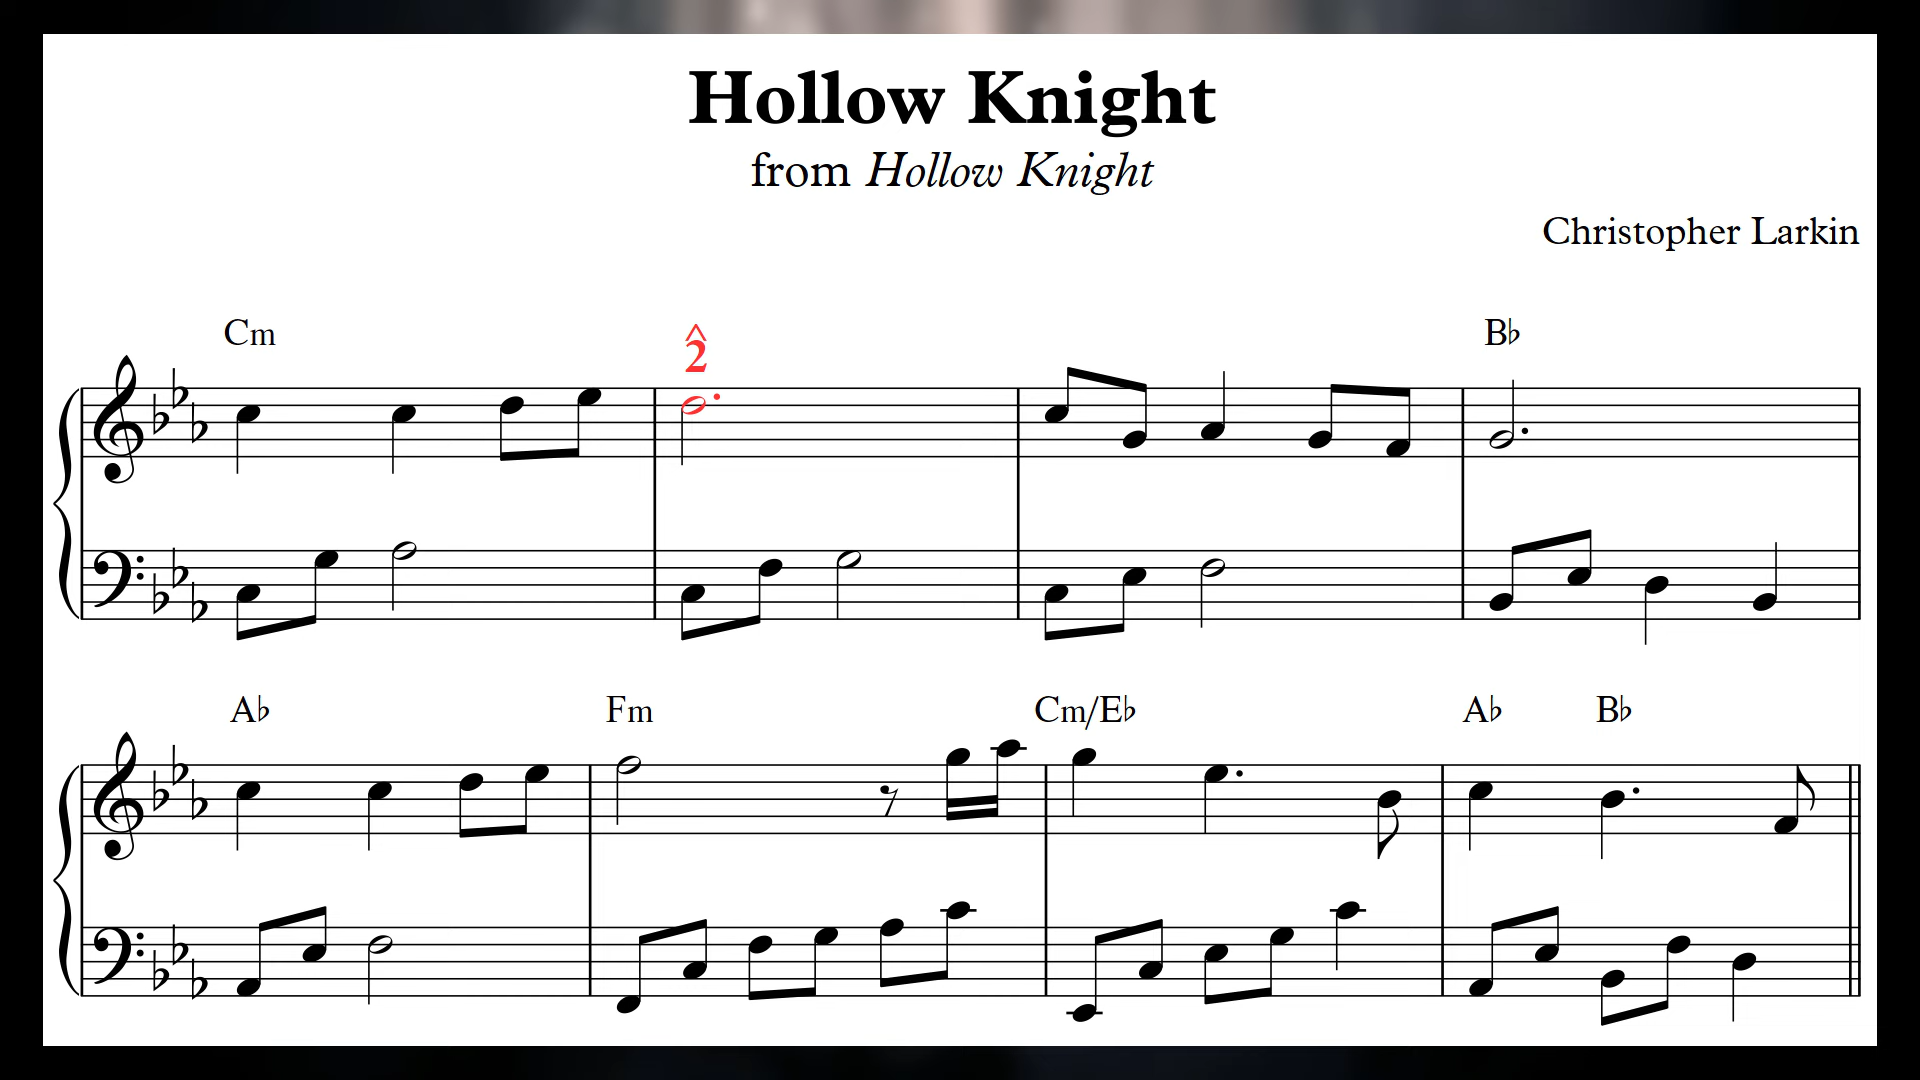 Hollow Knight
from Hollow Knight
Christopher Larkin
Cm 2̂ B♭
A♭ Fm Cm/E♭ A♭ B♭